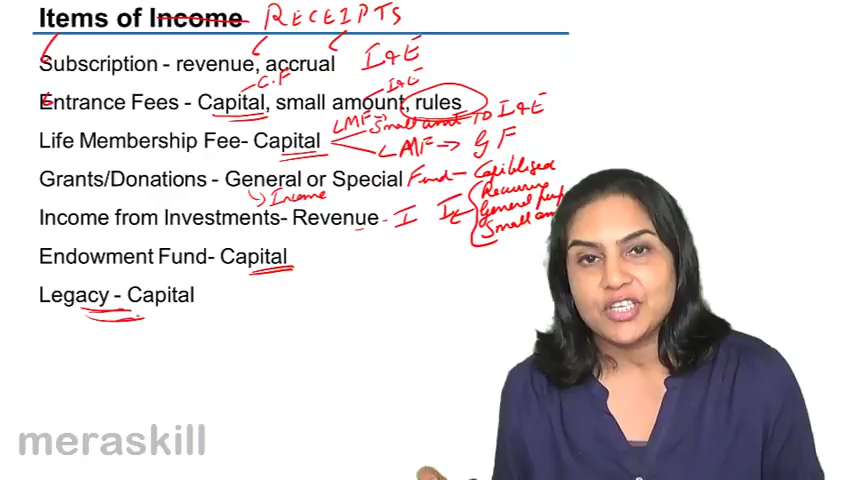 Items of Income RECEIPTS
Subscription - revenue, accrual I & E
C.F I & E
Entrance Fees - Capital, small amount, rules
LMF → Small amt TO I & E
Life Membership Fee- Capital LMF → GF
Grants/Donations - General or Special Fund - Capitalised
Income Recurring
Income from Investments- Revenue - I IE General
Small
Endowment Fund- Capital
Legacy - Capital
meraskill